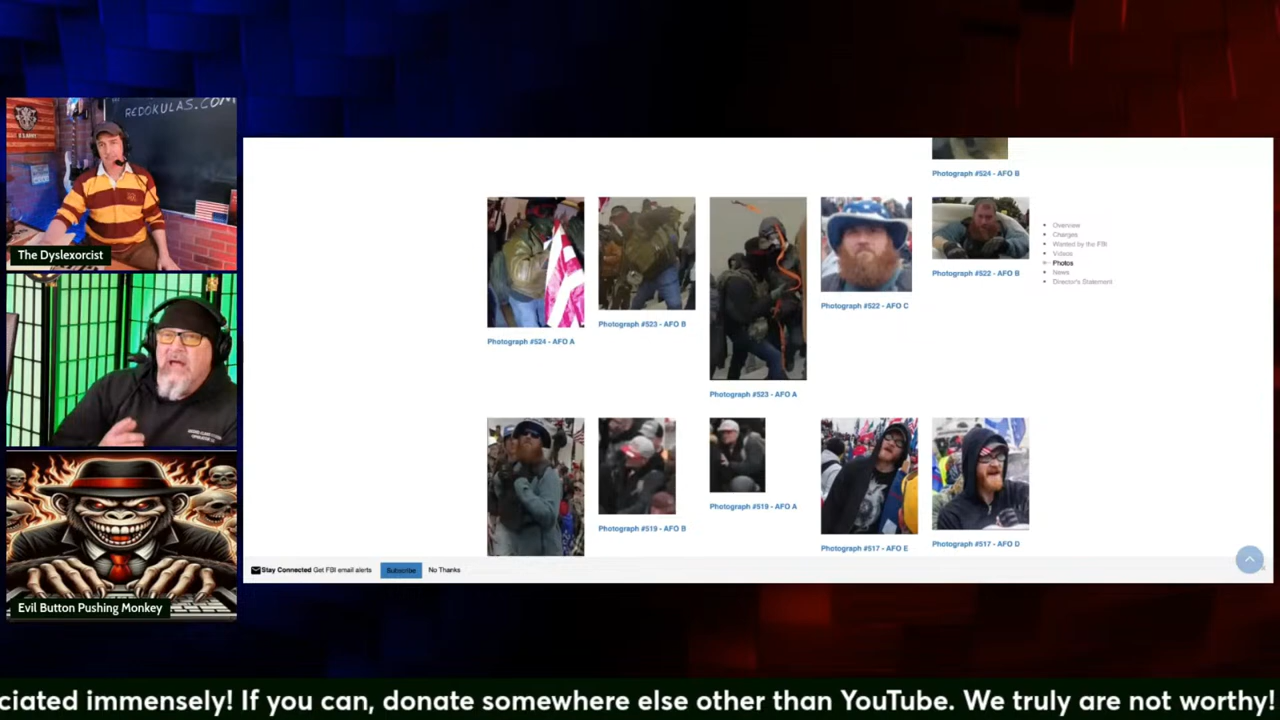 REDOKULAS.COM
The Dyslexorcist
Evil Button Pushing Monkey
Photograph #524 - AFO B
Photograph #524 - AFO A
Photograph #523 - AFO B
Photograph #523 - AFO A
Photograph #522 - AFO C
Photograph #522 - AFO B
Overview
Charges
Wanted by the FBI
Videos
Photos
News
Director's Statement
Photograph #519 - AFO B
Photograph #519 - AFO A
Photograph #517 - AFO E
Photograph #517 - AFO D
Stay Connected Get FBI email alerts Subscribe No Thanks
ciated immensely! If you can, donate somewhere else other than YouTube. We truly are not worthy!